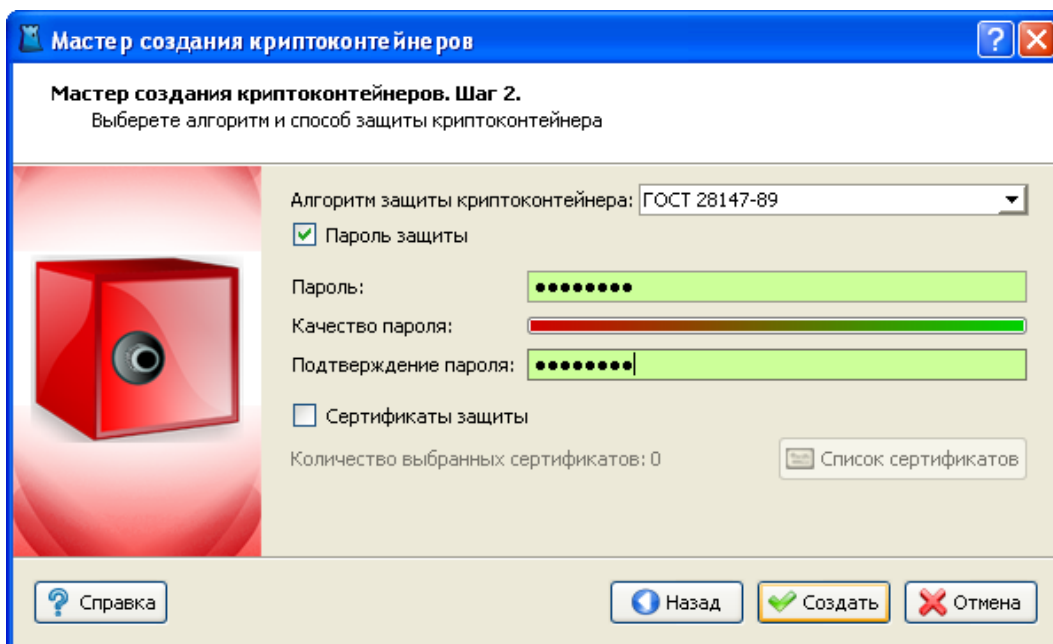 Мастер создания криптоконтейнеров
Мастер создания криптоконтейнеров. Шаг 2.
Выберете алгоритм и способ защиты криптоконтейнера
Алгоритм защиты криптоконтейнера: ГОСТ 28147-89
Пароль защиты
Пароль: ●●●●●●●●
Качество пароля:
Подтверждение пароля: ●●●●●●●●
Сертификаты защиты
Количество выбранных сертификатов: 0 Список сертификатов
Справка Назад Создать Отмена